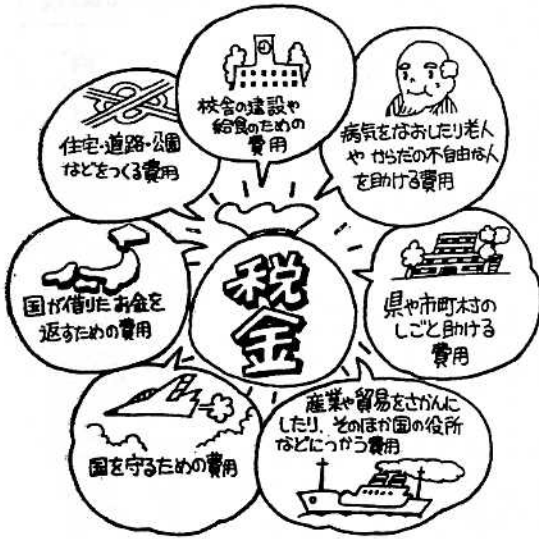 校舎の建設や
給食のための
費用
病気をなおしたり老人
や からだの不自由な人
を助ける費用
県や市町村の
しごと助ける
費用
産業や貿易をさかんに
したり、そのほか国の役所
などにつかう費用
国を守るための費用
国が借りたお金を
返すための費用
住宅・道路・公園
などをつくる費用
税
金